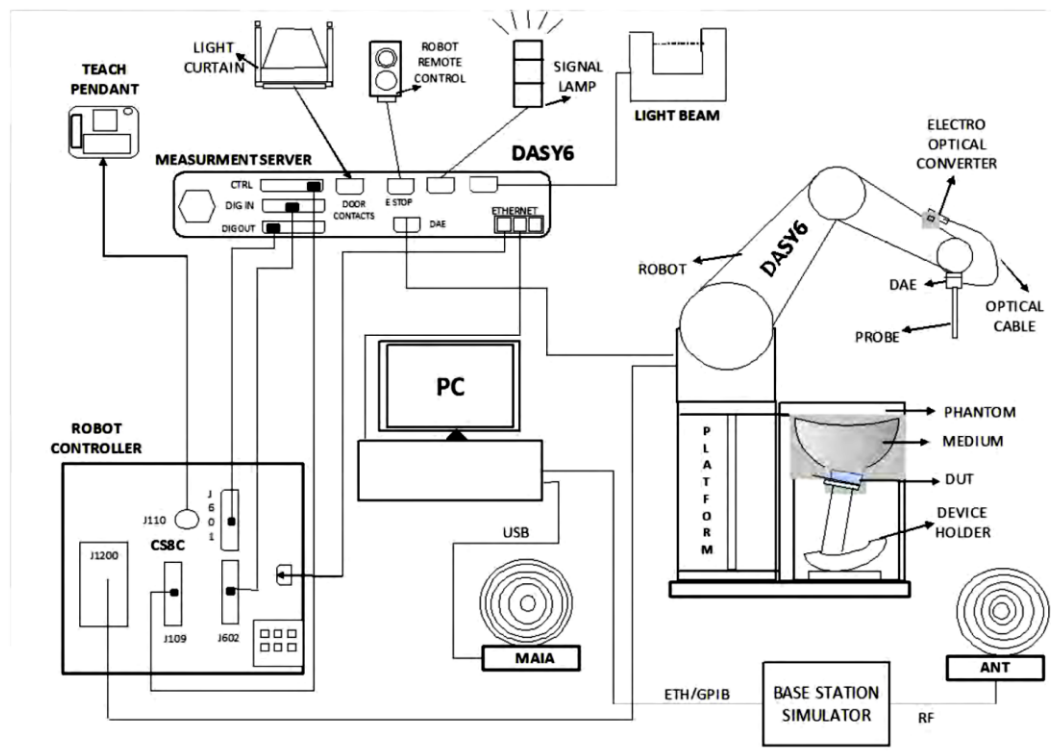 LIGHT
CURTAIN
ROBOT
REMOTE
CONTROL
SIGNAL
LAMP
LIGHT BEAM
TEACH
PENDANT
MEASURMENT SERVER
DASY6
CTRL
DIG IN
DIG OUT
DOOR
CONTACTS
E STOP
DAE
ETHERNET
ELECTRO
OPTICAL
CONVERTER
ROBOT
DASY6
DAE
OPTICAL
CABLE
PROBE
PC
PHANTOM
MEDIUM
DUT
DEVICE
HOLDER
PLATFORM
ROBOT
CONTROLLER
J110
J601
CS8C
J1200
J109
J602
USB
MAIA
ETH/GPIB
BASE STATION
SIMULATOR
RF
ANT